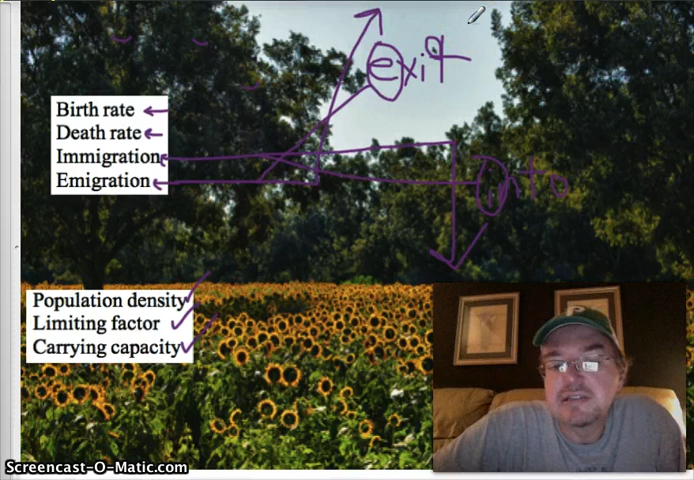 exit
Birth rate
Death rate
Immigration
Emigration
into
Population density
Limiting factor
Carrying capacity
P
Screencast-O-Matic.com